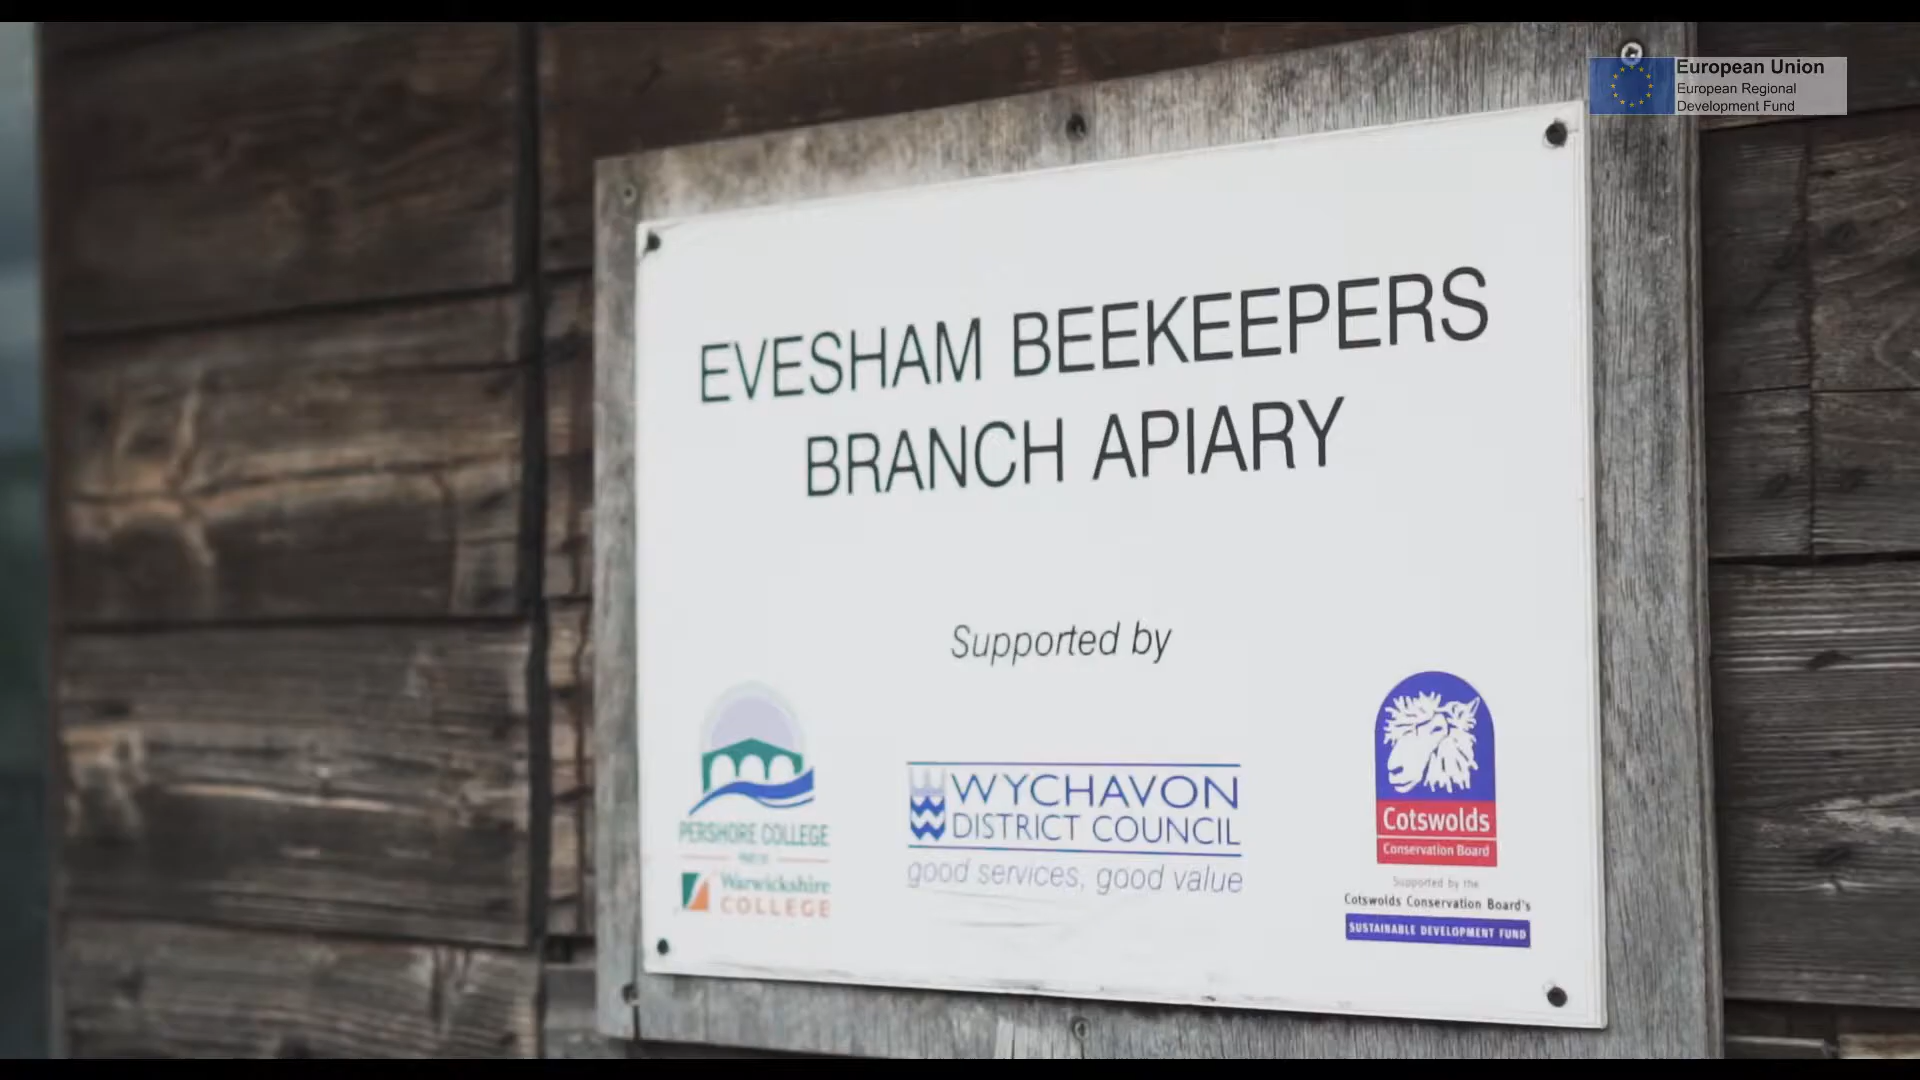 European Union
European Regional
Development Fund
EVESHAM BEEKEEPERS
BRANCH APIARY
Supported by
PERSHORE COLLEGE
Warwickshire
COLLEGE
WYCHAVON
DISTRICT COUNCIL
good services, good value
Cotswolds
Conservation Board
Supported by the
Cotswolds Conservation Board's
SUSTAINABLE DEVELOPMENT FUND